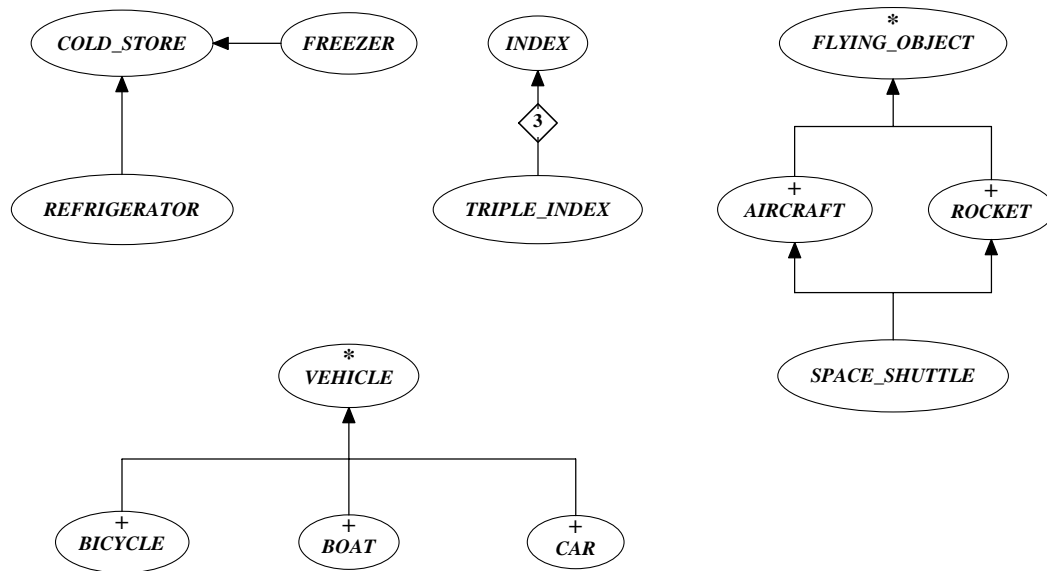 COLD_STORE
FREEZER
INDEX
*
FLYING_OBJECT
3
REFRIGERATOR
TRIPLE_INDEX
+
AIRCRAFT
+
ROCKET
*
VEHICLE
SPACE_SHUTTLE
+
BICYCLE
+
BOAT
+
CAR